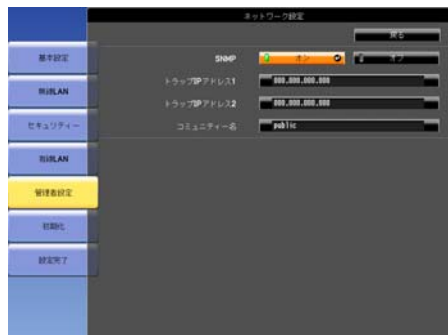 ネットワーク設定
戻る
基本設定
無線LAN
セキュリティー
有線LAN
管理者設定
初期化
設定完了
SNMP
オン
オフ
トラップIPアドレス1
000.000.000.000
トラップIPアドレス2
000.000.000.000
コミュニティー名
public